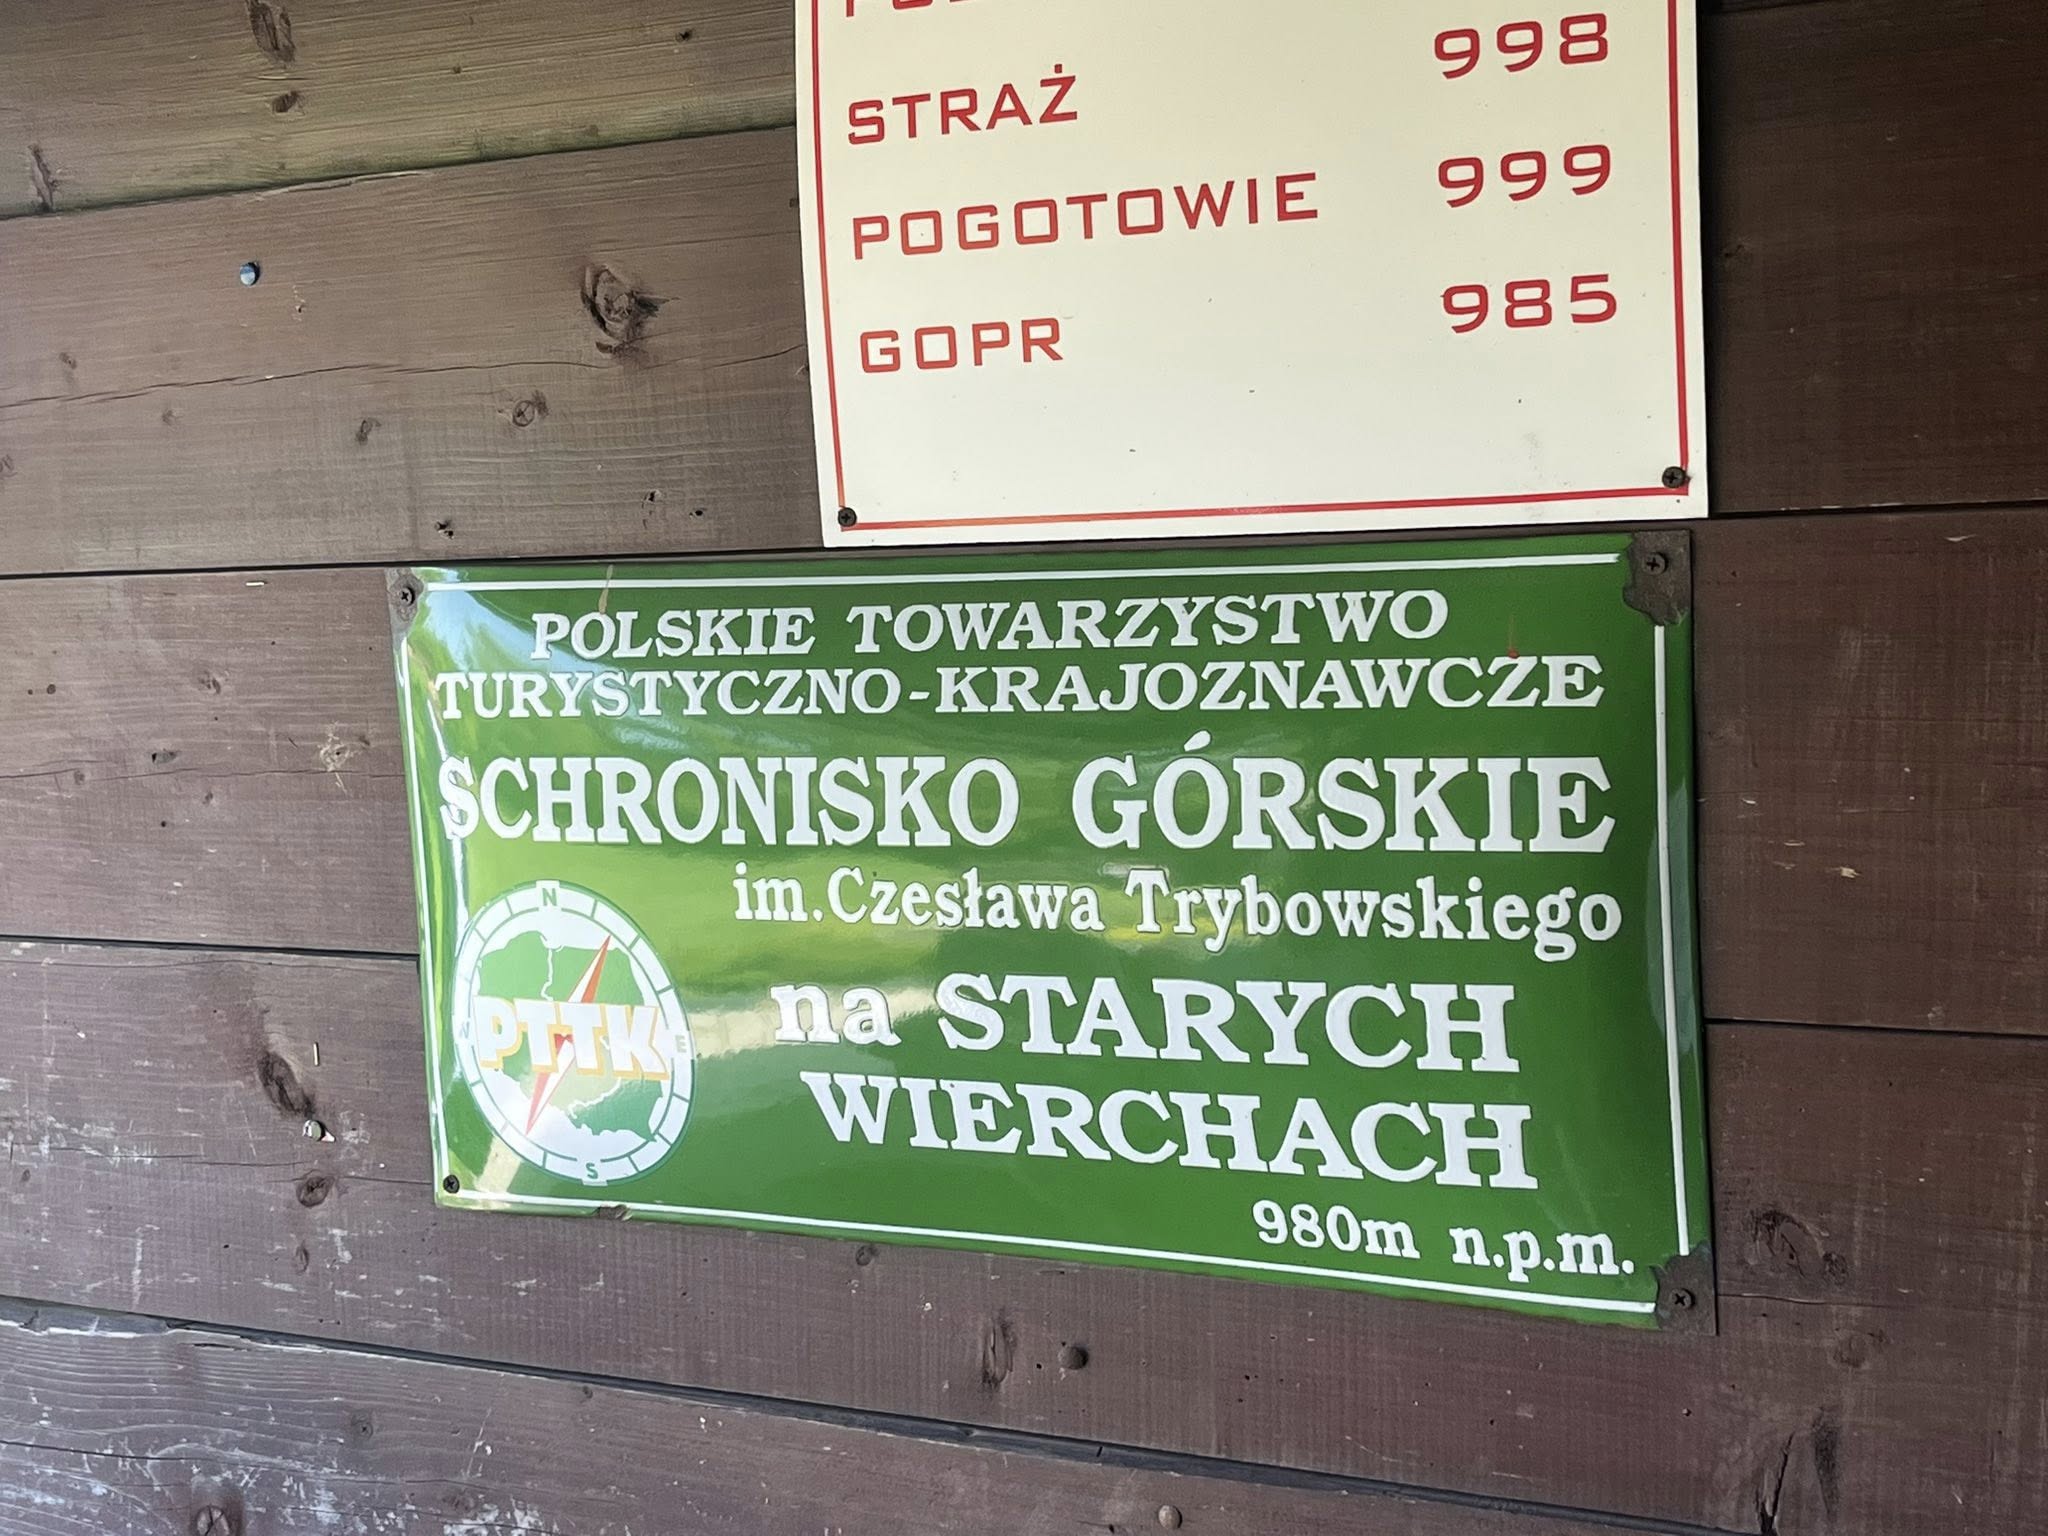 998
STRAŻ 999
POGOTOWIE 985
GOPR
POLSKIE TOWARZYSTWO
TURYSTYCZNO-KRAJOZNAWCZE
SCHRONISKO GÓRSKIE
im. Czesława Trybowskiego
na STARYCH
WIERCHACH
980m n.p.m.
N
W E
PTTK
S